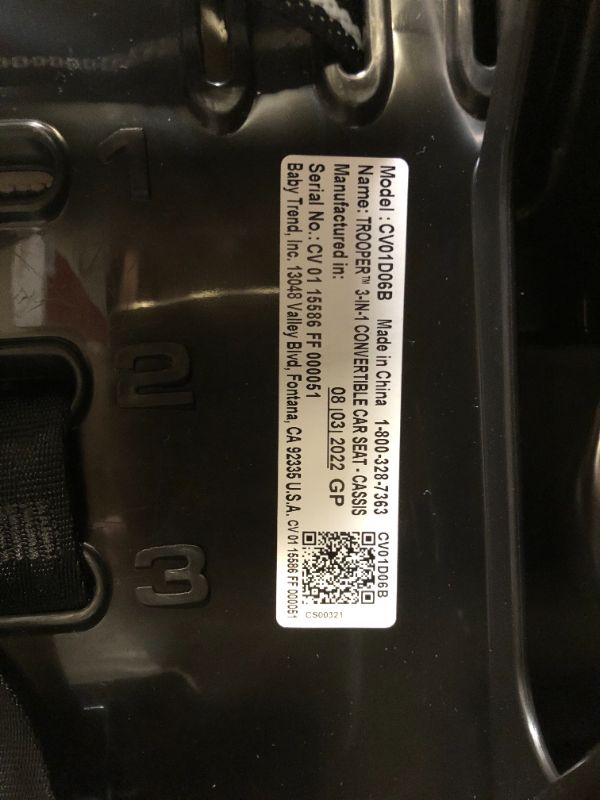 Model : CV01D06B Made in China 1-800-328-7363 CV01D06B
Name: TROOPER™ 3-IN-1 CONVERTIBLE CAR SEAT - CASSIS
Manufactured in: 08 |03| 2022 GP
Serial No.: CV 01 15586 FF 000051
Baby Trend, Inc. 13048 Valley Blvd, Fontana, CA 92335 U.S.A. CV 01 15586 FF 000051
CS00321
1
2
3